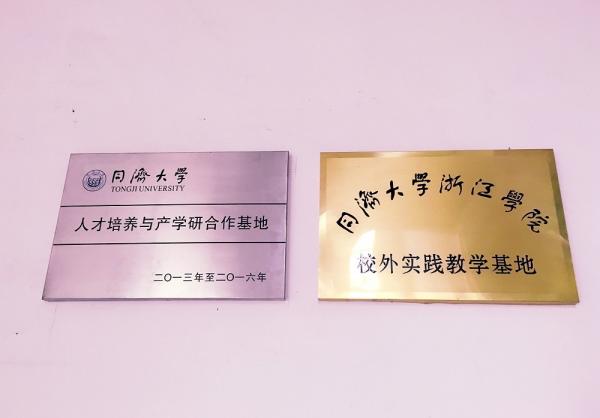 同濟大学
TONGJI UNIVERSITY
人才培养与产学研合作基地
二〇一三年至二〇一六年
同濟大學浙江學院
校外实践教学基地